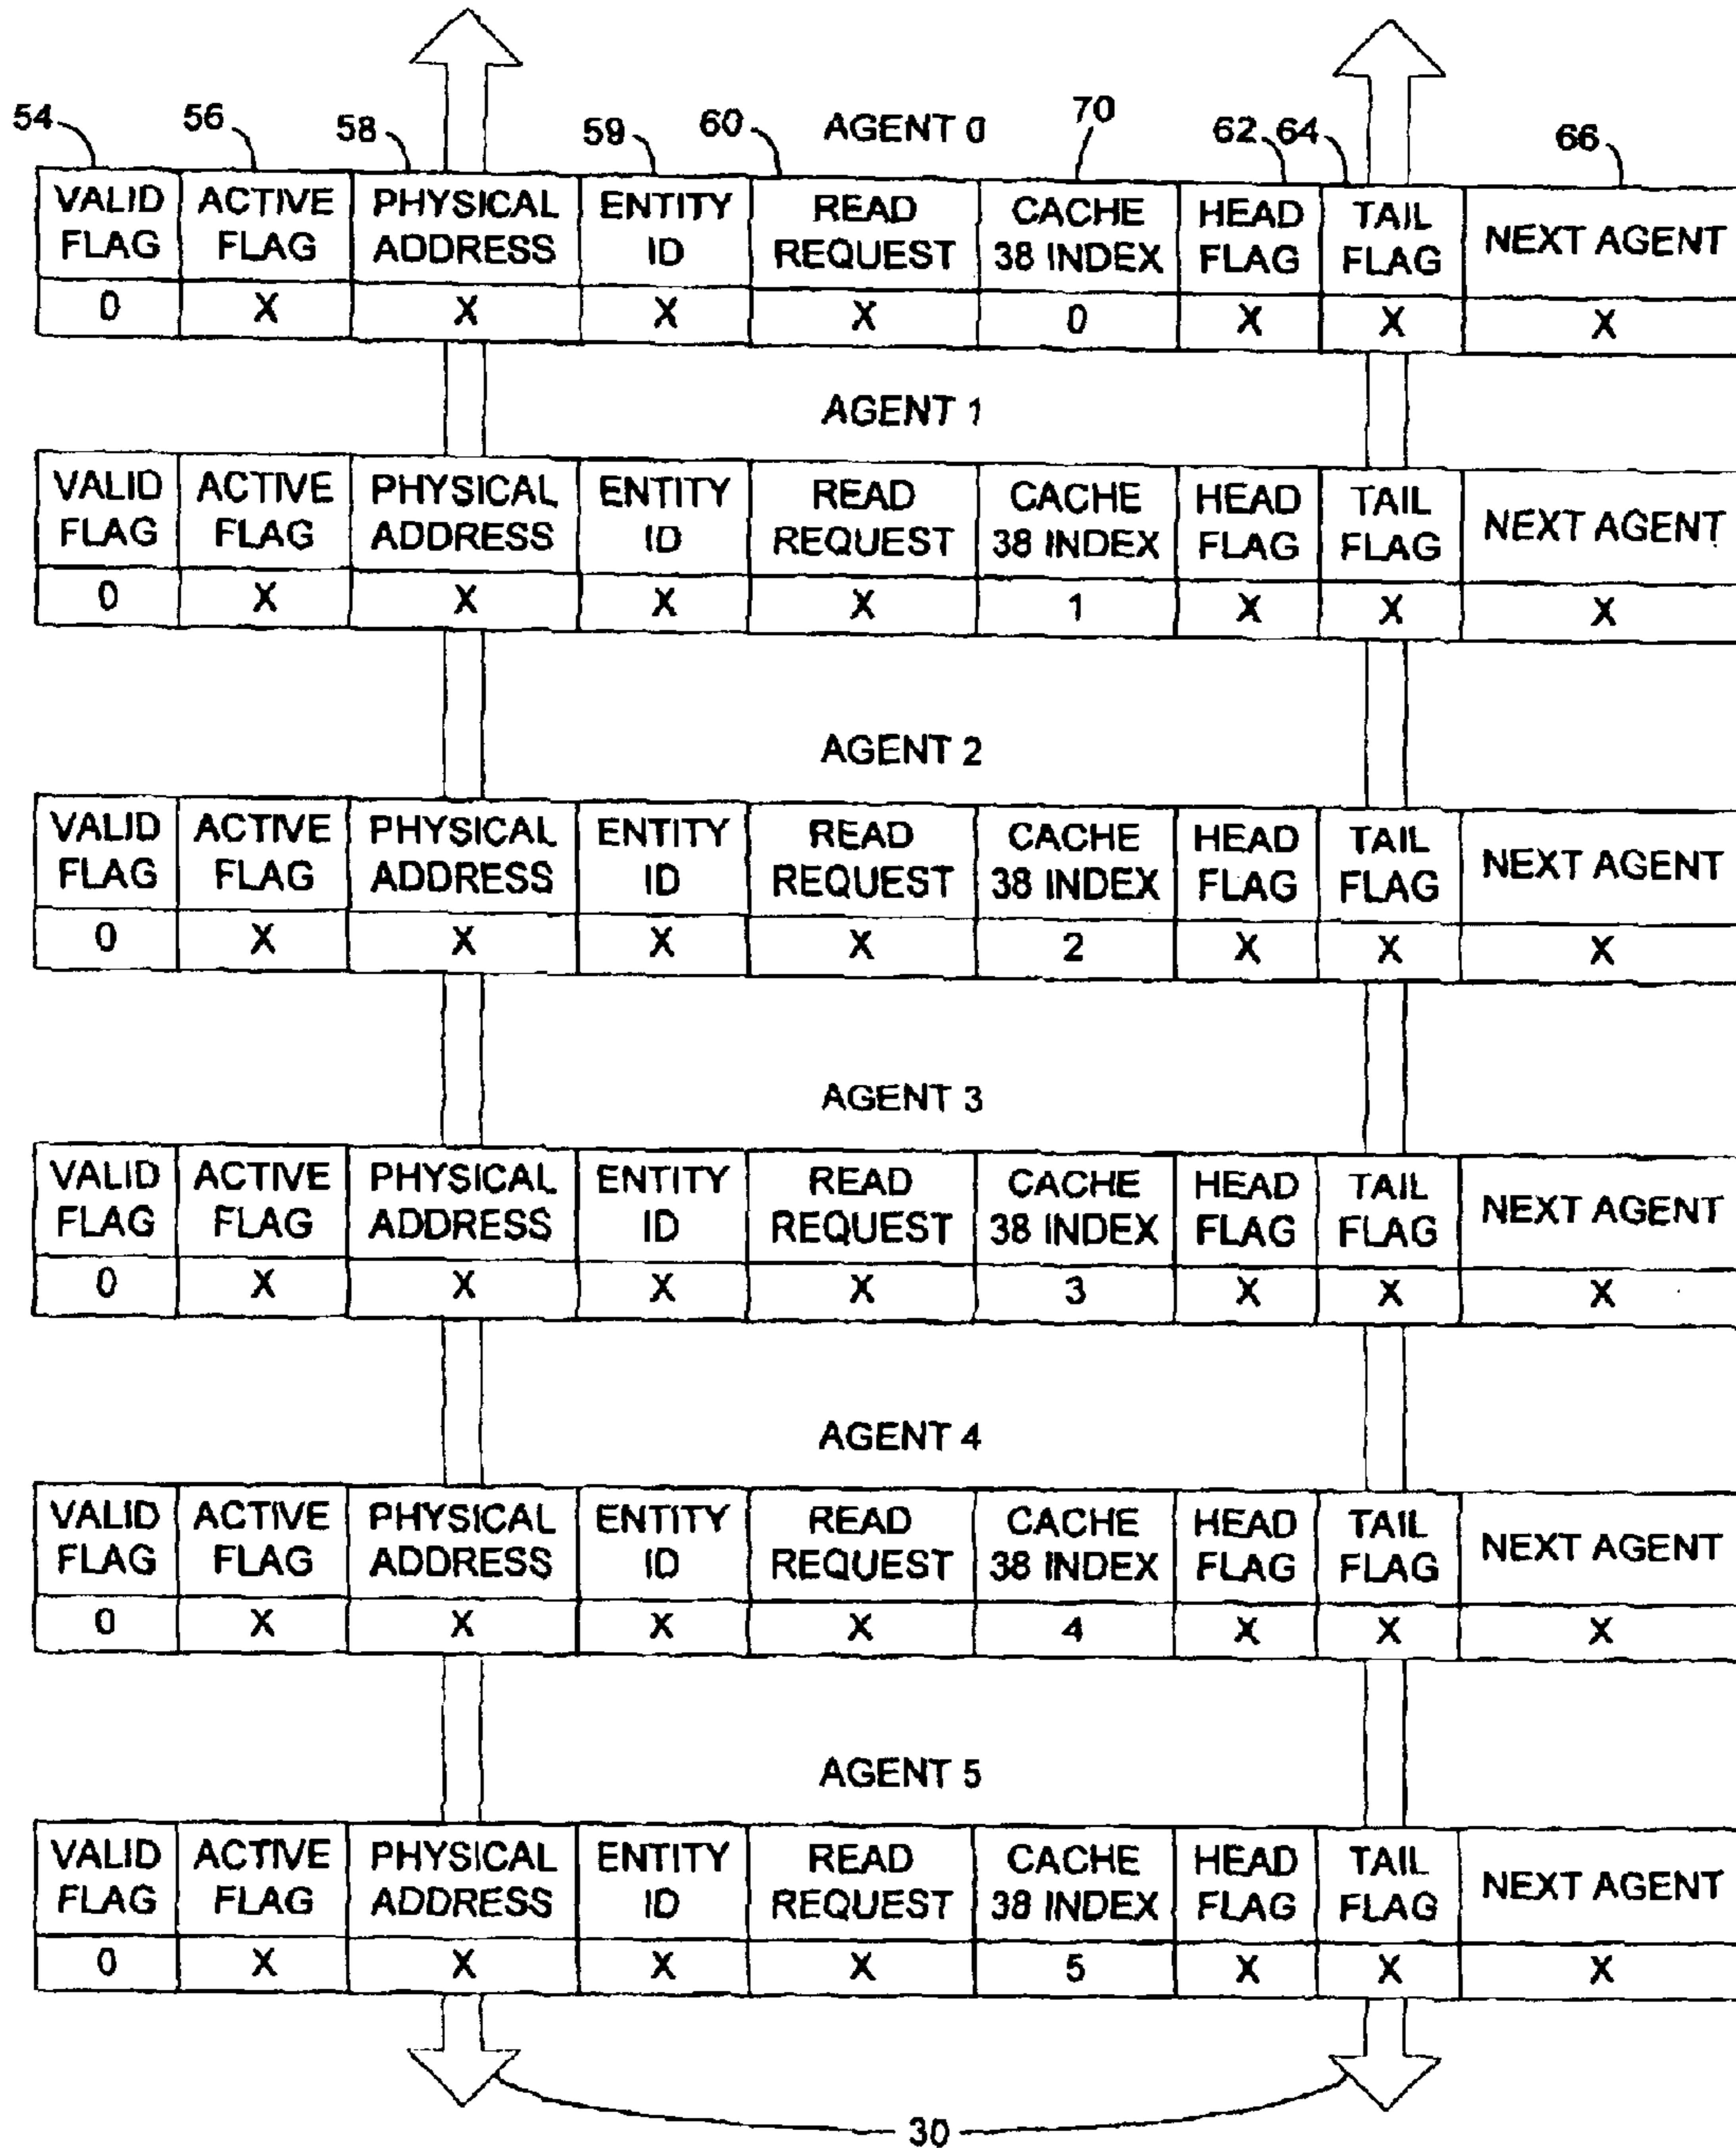 54 56 58 59 60 AGENT 0 70 62 64 66
VALID FLAG ACTIVE FLAG PHYSICAL ADDRESS ENTITY ID READ REQUEST CACHE 38 INDEX HEAD FLAG TAIL FLAG NEXT AGENT
0 X X X X 0 X X X
AGENT 1
VALID FLAG ACTIVE FLAG PHYSICAL ADDRESS ENTITY ID READ REQUEST CACHE 38 INDEX HEAD FLAG TAIL FLAG NEXT AGENT
0 X X X X 1 X X X
AGENT 2
VALID FLAG ACTIVE FLAG PHYSICAL ADDRESS ENTITY ID READ REQUEST CACHE 38 INDEX HEAD FLAG TAIL FLAG NEXT AGENT
0 X X X X 2 X X X
AGENT 3
VALID FLAG ACTIVE FLAG PHYSICAL ADDRESS ENTITY ID READ REQUEST CACHE 38 INDEX HEAD FLAG TAIL FLAG NEXT AGENT
0 X X X X 3 X X X
AGENT 4
VALID FLAG ACTIVE FLAG PHYSICAL ADDRESS ENTITY ID READ REQUEST CACHE 38 INDEX HEAD FLAG TAIL FLAG NEXT AGENT
0 X X X X 4 X X X
AGENT 5
VALID FLAG ACTIVE FLAG PHYSICAL ADDRESS ENTITY ID READ REQUEST CACHE 38 INDEX HEAD FLAG TAIL FLAG NEXT AGENT
0 X X X X 5 X X X
30